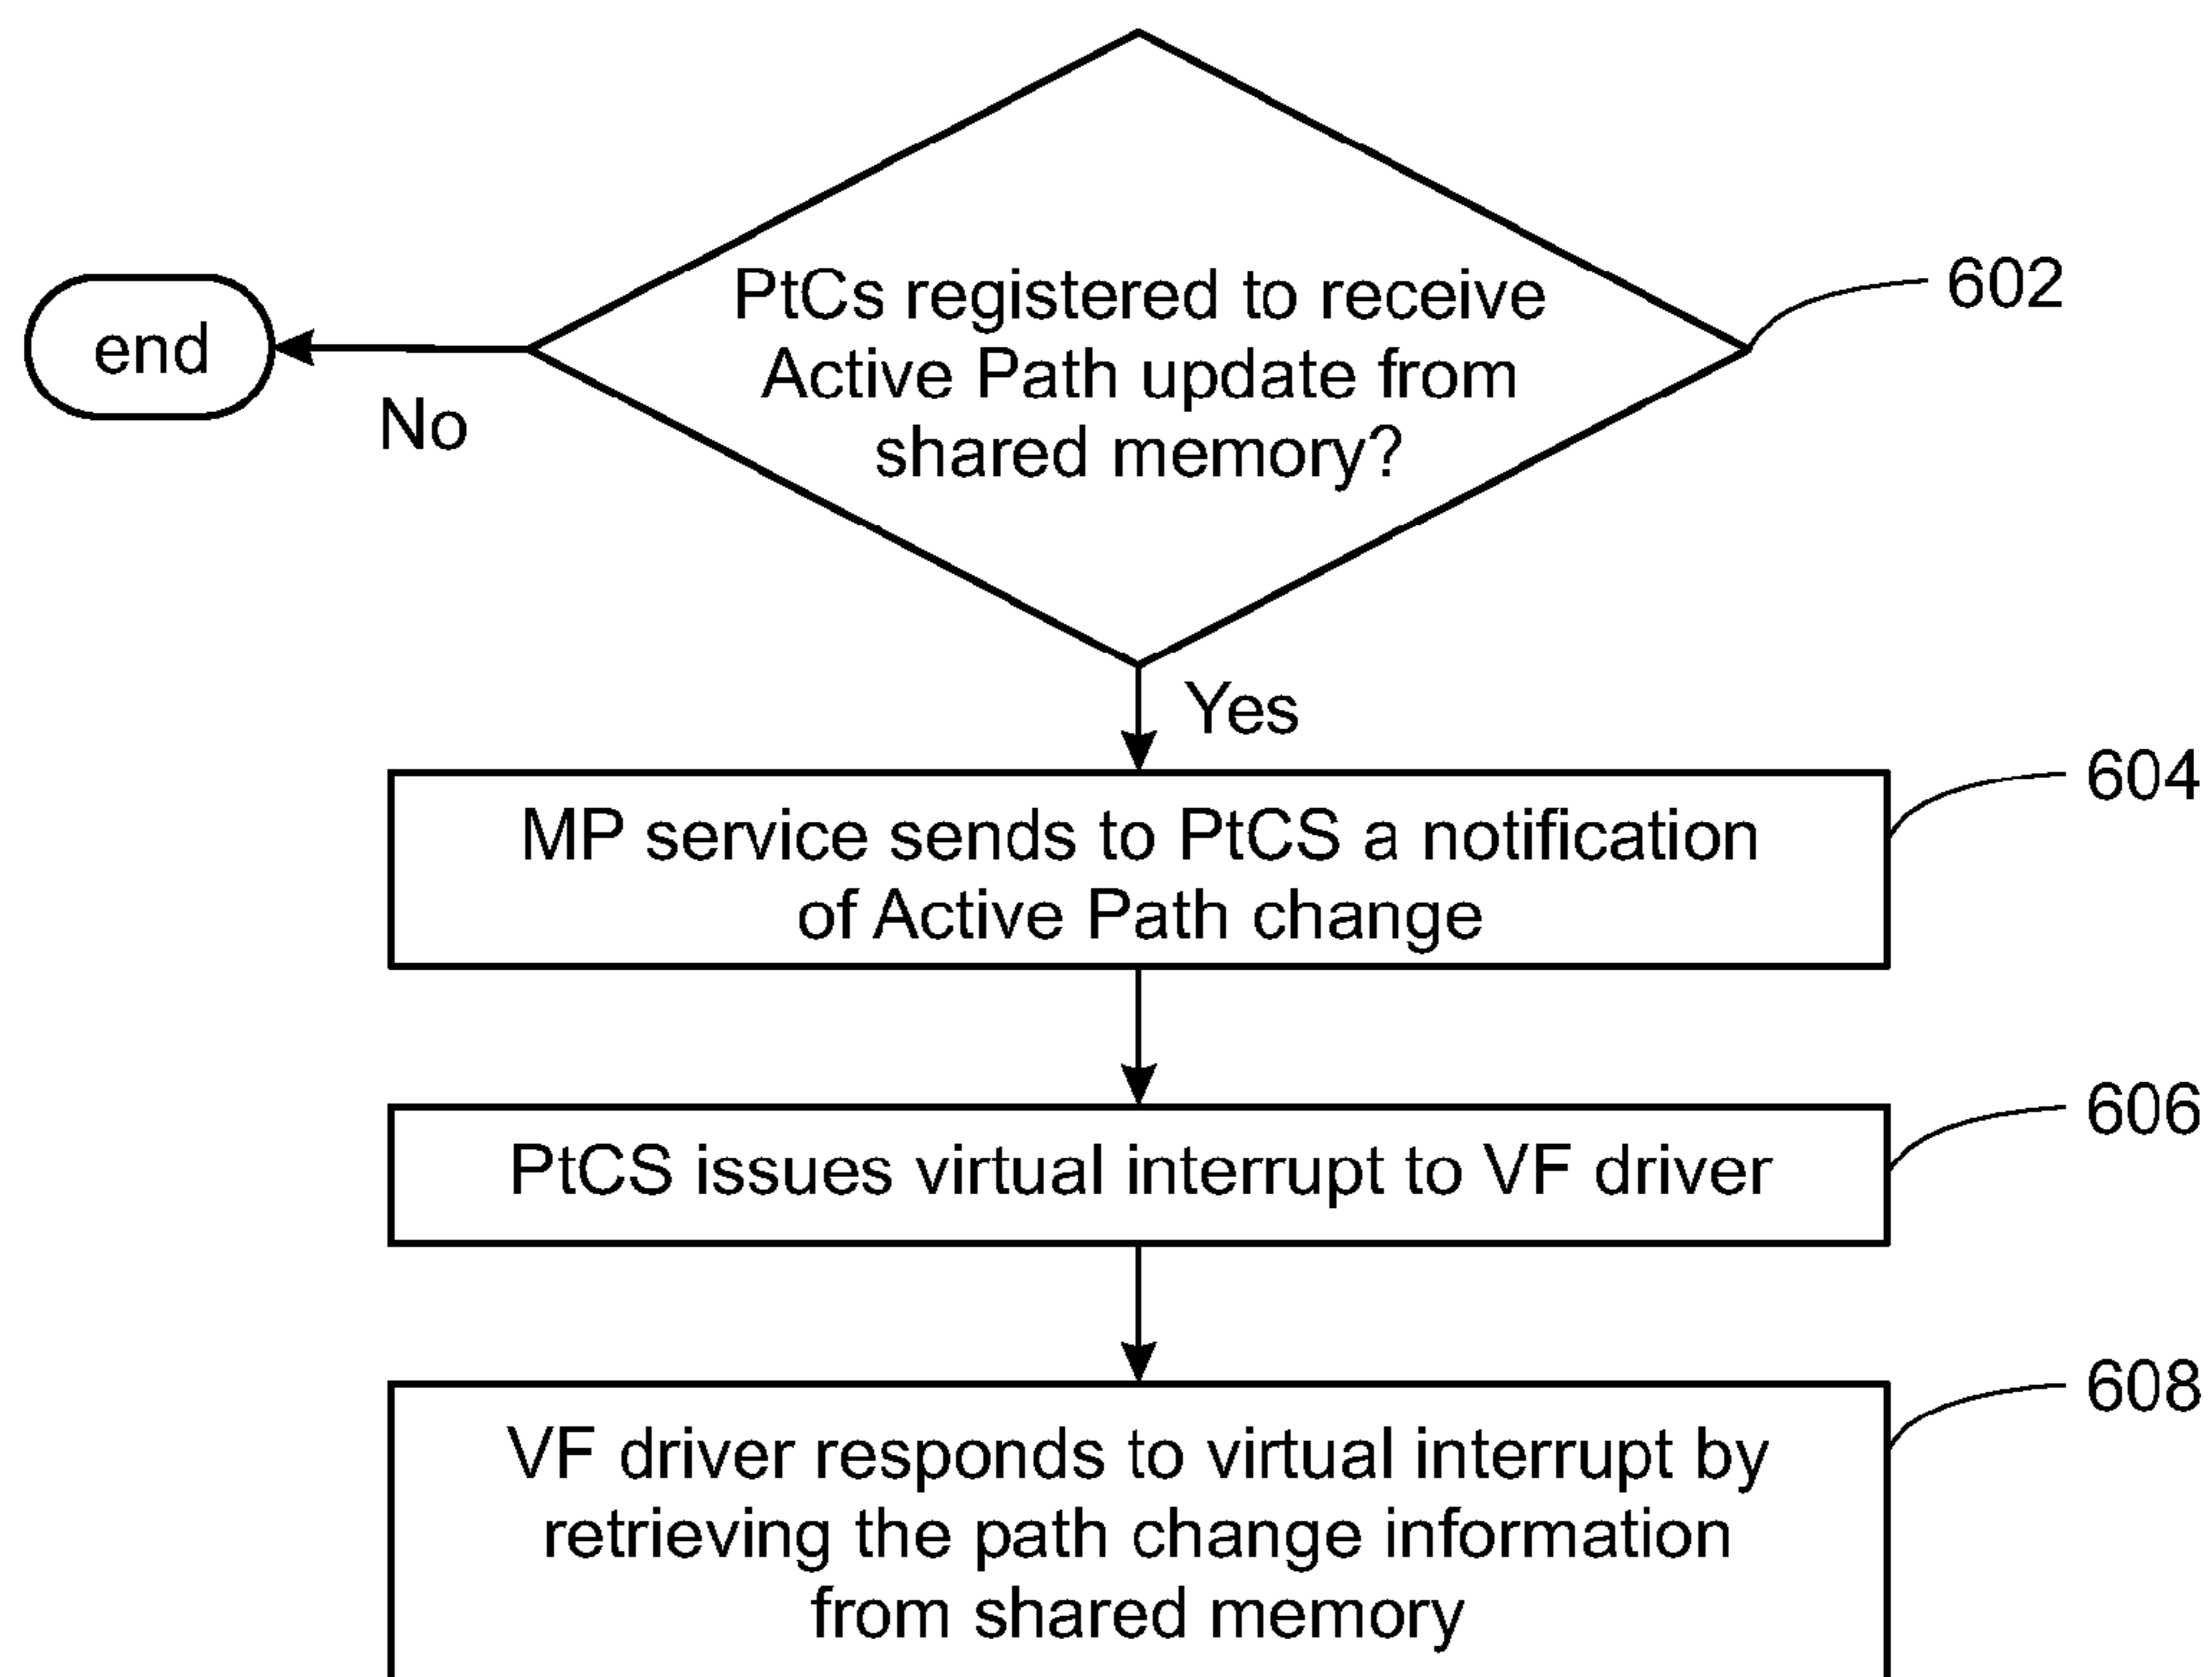 PtCs registered to receive
Active Path update from
shared memory?
602
end
No
Yes
604
MP service sends to PtCS a notification
of Active Path change
606
PtCS issues virtual interrupt to VF driver
608
VF driver responds to virtual interrupt by
retrieving the path change information
from shared memory